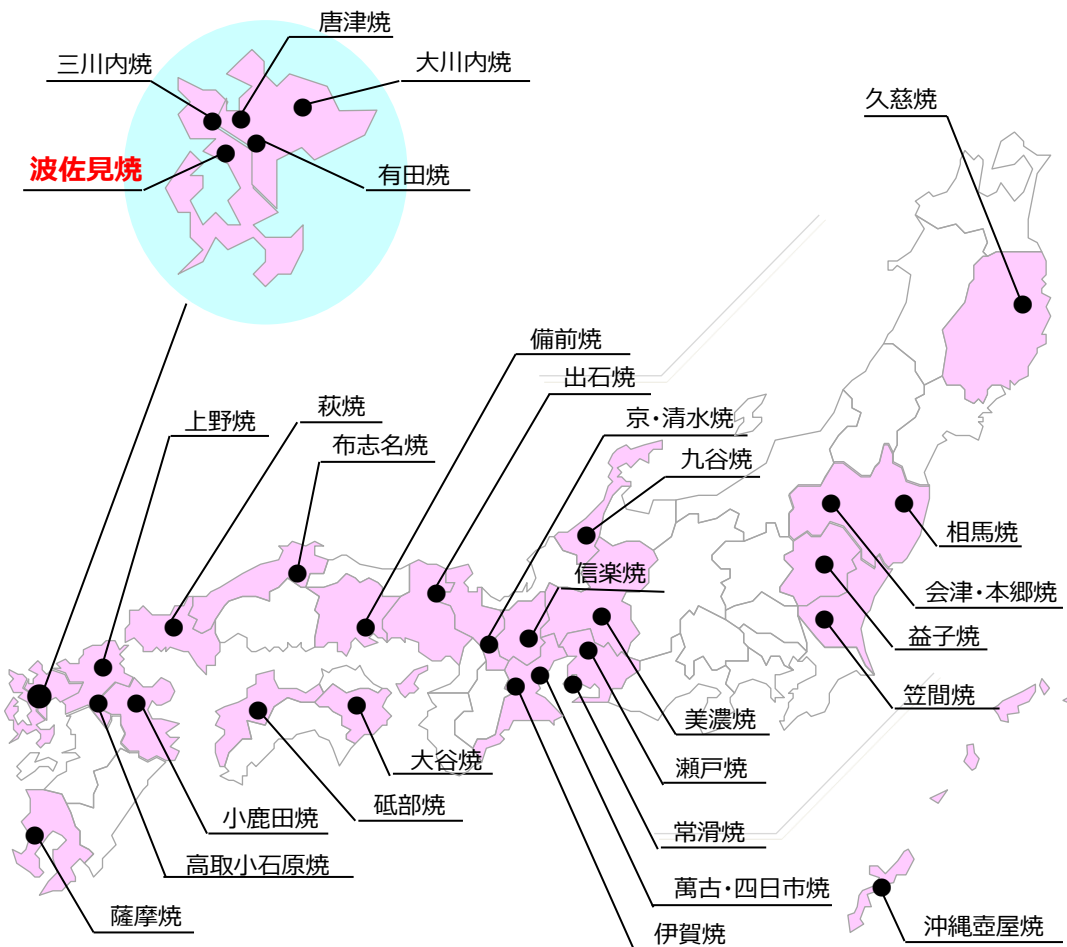 唐津焼
三川内焼
大川内焼
久慈焼
波佐見焼
有田焼
備前焼
出石焼
萩焼
上野焼
京・清水焼
布志名焼
九谷焼
相馬焼
信楽焼
会津・本郷焼
益子焼
笠間焼
美濃焼
大谷焼
瀬戸焼
砥部焼
小鹿田焼
常滑焼
高取小石原焼
萬古・四日市焼
薩摩焼
沖縄壺屋焼
伊賀焼